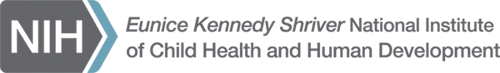 NIH
Eunice Kennedy Shriver National Institute
of Child Health and Human Development